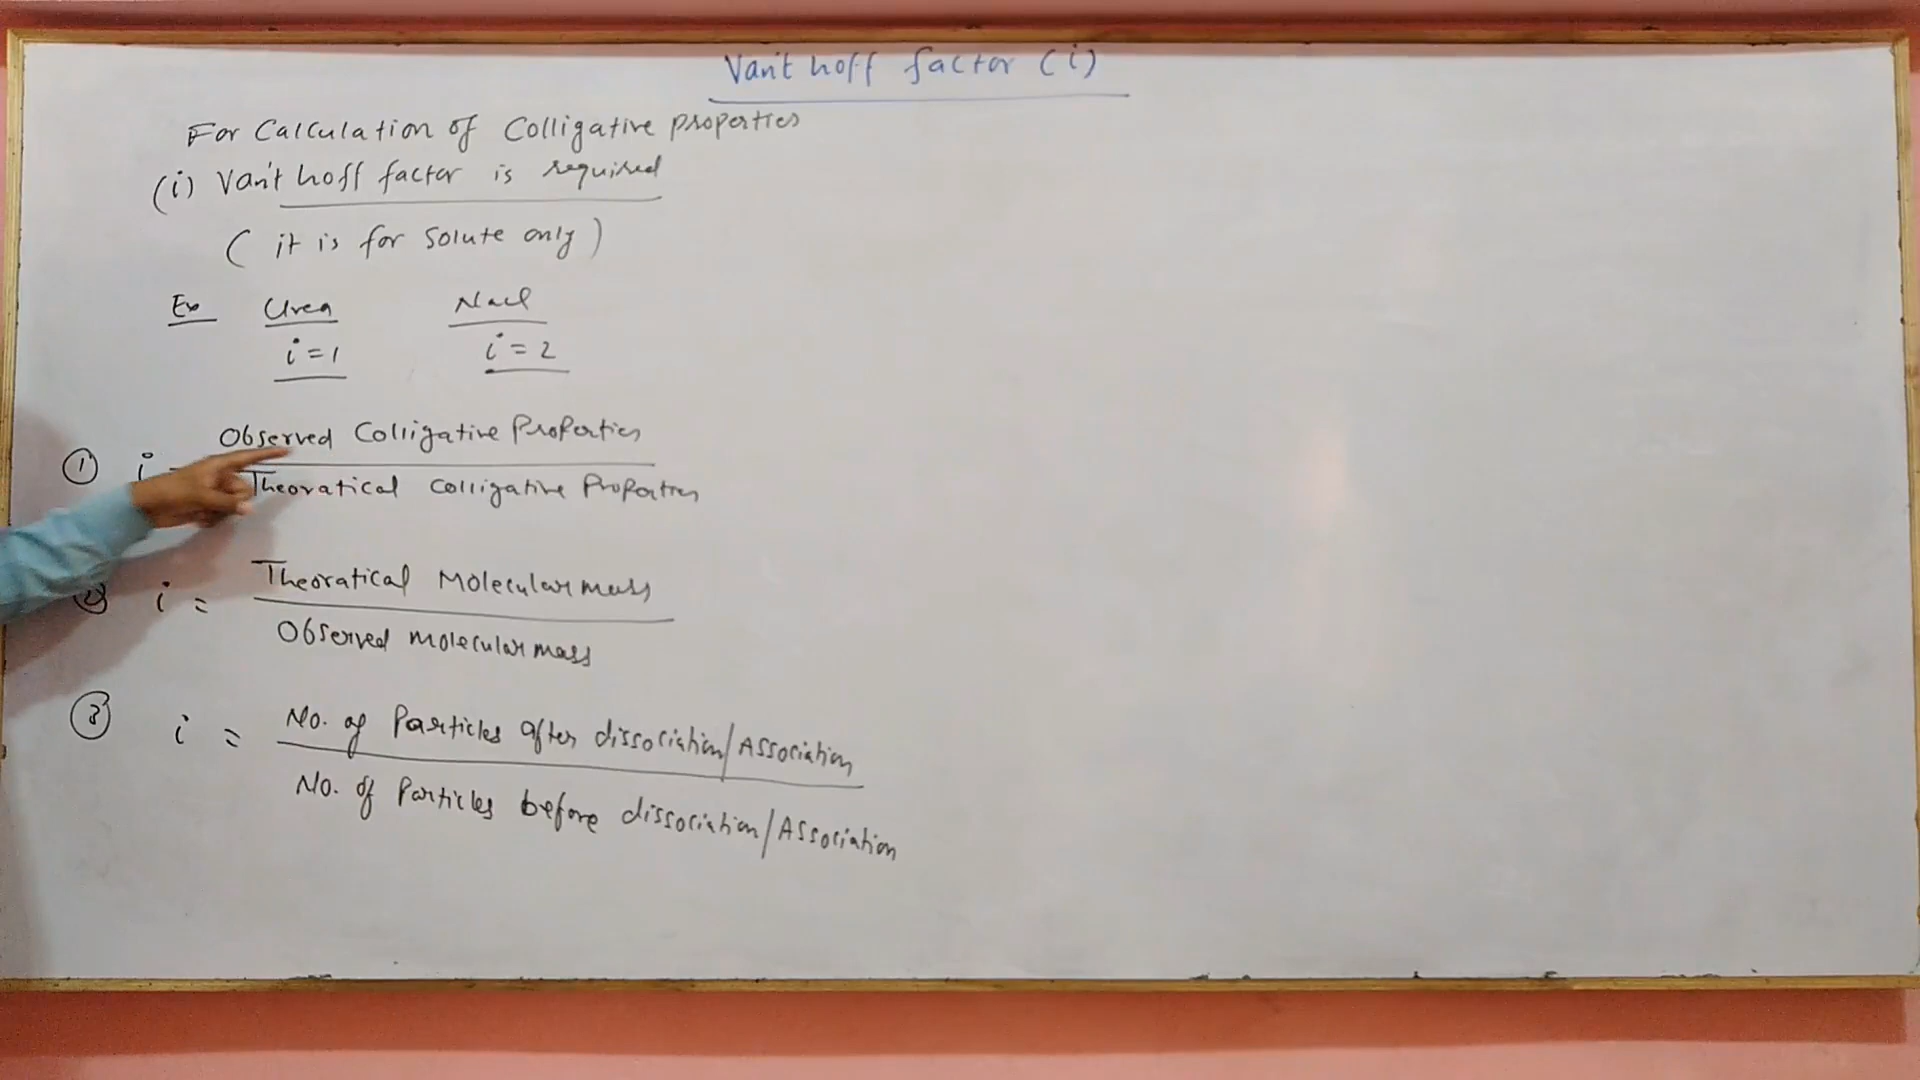 Van't hoff factor (i)
For Calculation of Colligative properties
(i) Van't hoff factor is required
( it is for Solute only )
Ex Urea NaCl
i = 1 i = 2
Observed Colligative Properties
① i
Theoratical Colligative Properties
Theoratical Molecular mass
i =
Observed molecular mass
No. of Particles after dissociation/Association
③ i =
No. of Particles before dissociation/Association